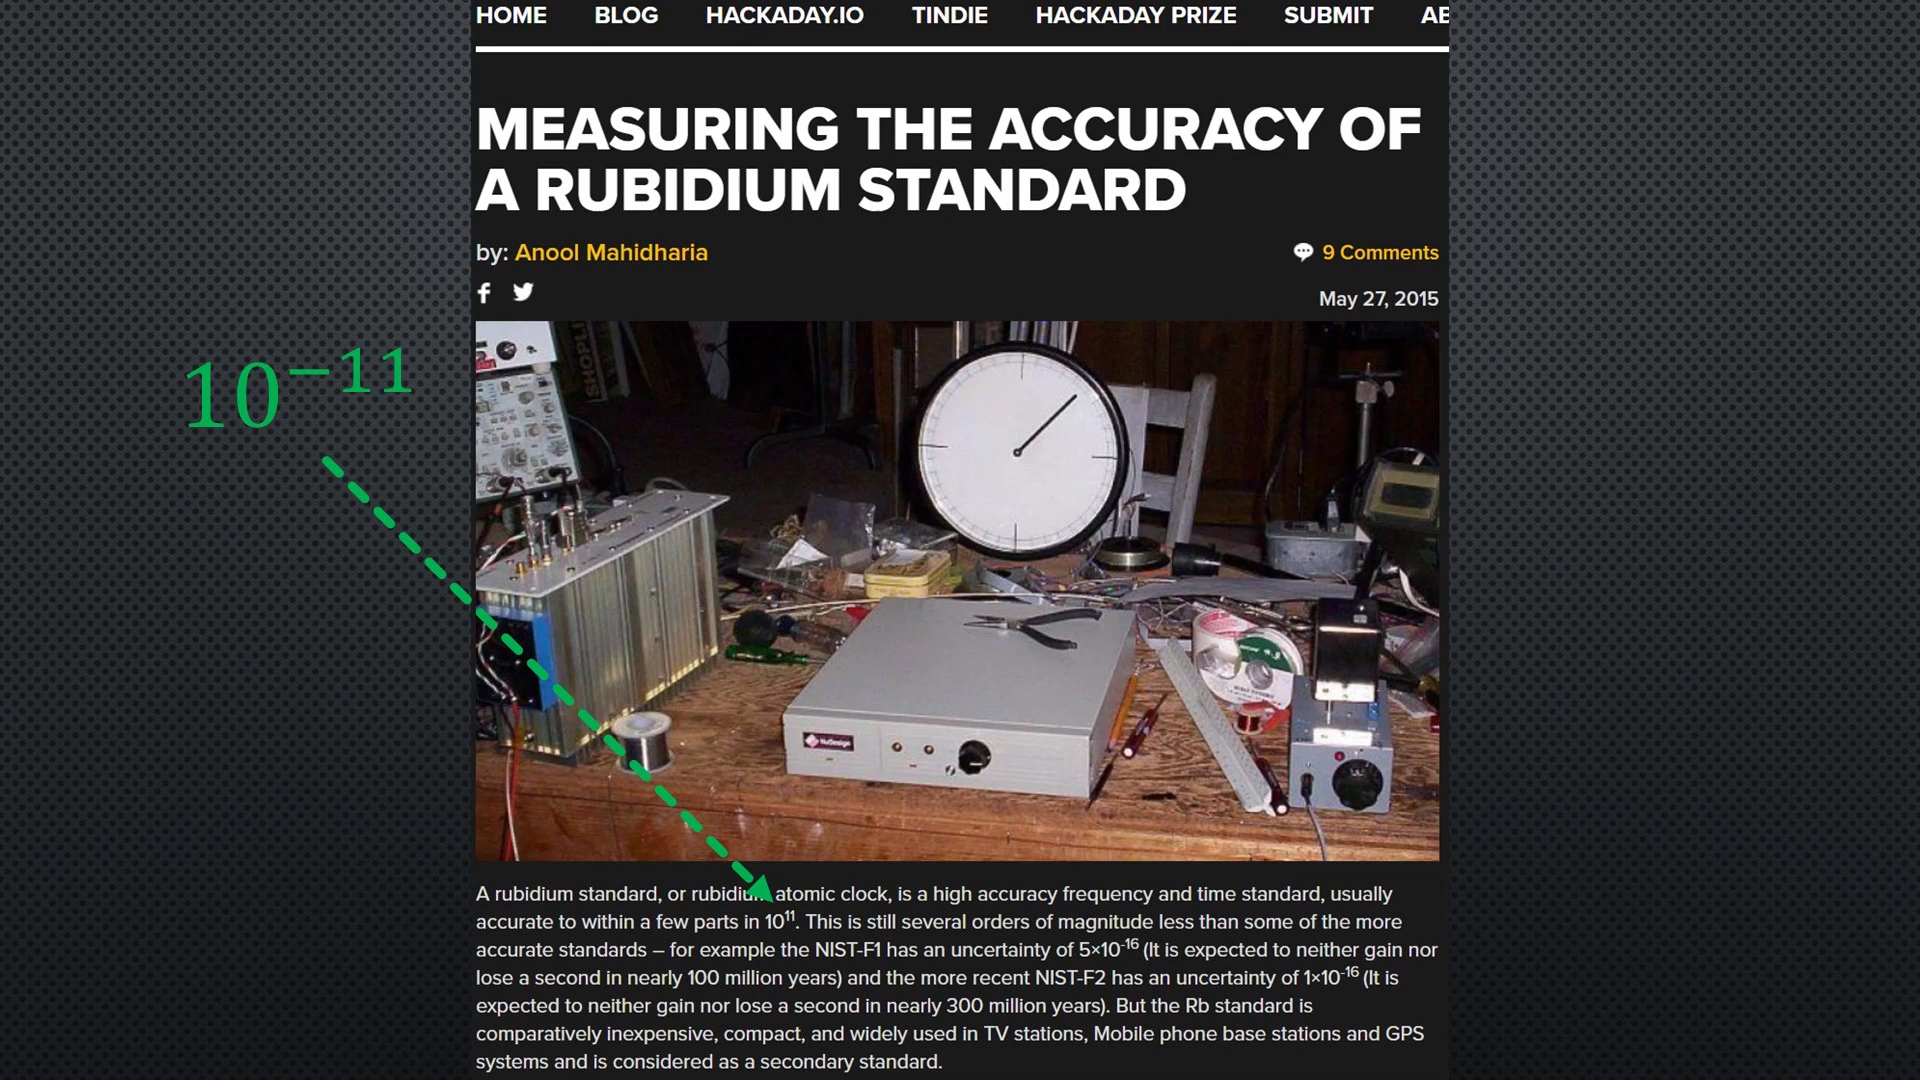 HOME BLOG HACKADAY.IO TINDIE HACKADAY PRIZE SUBMIT AB
MEASURING THE ACCURACY OF
A RUBIDIUM STANDARD
by: Anool Mahidharia
9 Comments
May 27, 2015
10⁻¹¹
SHOPLI
NuDesign
A rubidium standard, or rubidium atomic clock, is a high accuracy frequency and time standard, usually
accurate to within a few parts in 10¹¹. This is still several orders of magnitude less than some of the more
accurate standards – for example the NIST-F1 has an uncertainty of 5×10⁻¹⁶ (It is expected to neither gain nor
lose a second in nearly 100 million years) and the more recent NIST-F2 has an uncertainty of 1×10⁻¹⁶ (It is
expected to neither gain nor lose a second in nearly 300 million years). But the Rb standard is
comparatively inexpensive, compact, and widely used in TV stations, Mobile phone base stations and GPS
systems and is considered as a secondary standard.